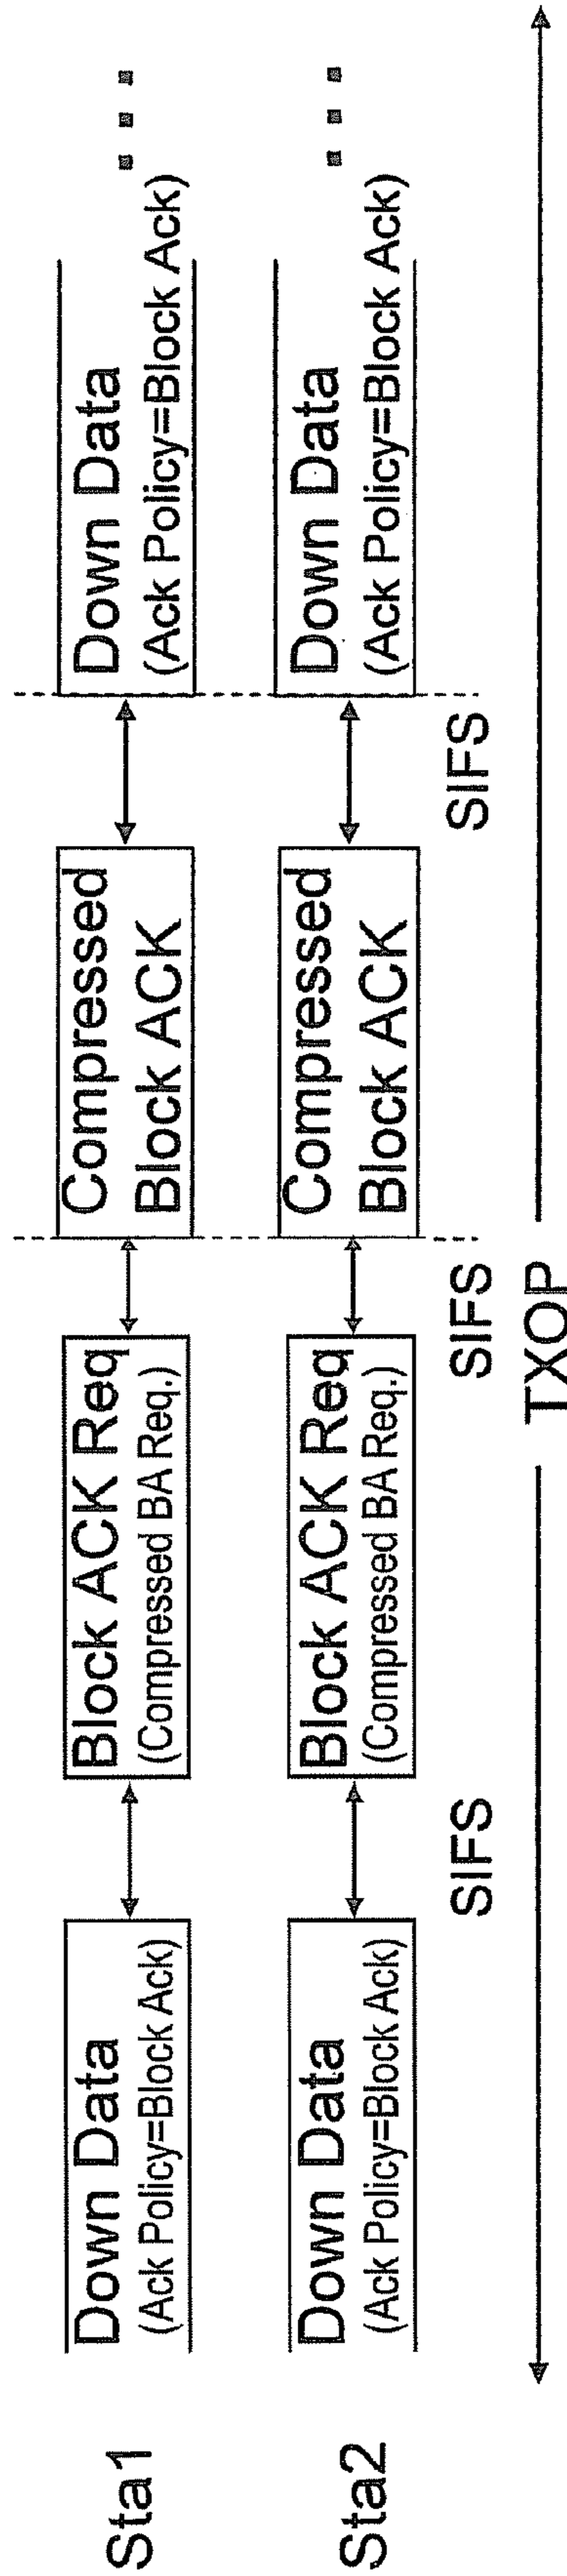 Sta1
Down Data
(Ack Policy=Block Ack)
Block ACK Req
(Compressed BA Req.)
Compressed
Block ACK
Down Data
(Ack Policy=Block Ack)
Sta2
Down Data
(Ack Policy=Block Ack)
Block ACK Req
(Compressed BA Req.)
Compressed
Block ACK
Down Data
(Ack Policy=Block Ack)
SIFS
SIFS
SIFS
TXOP